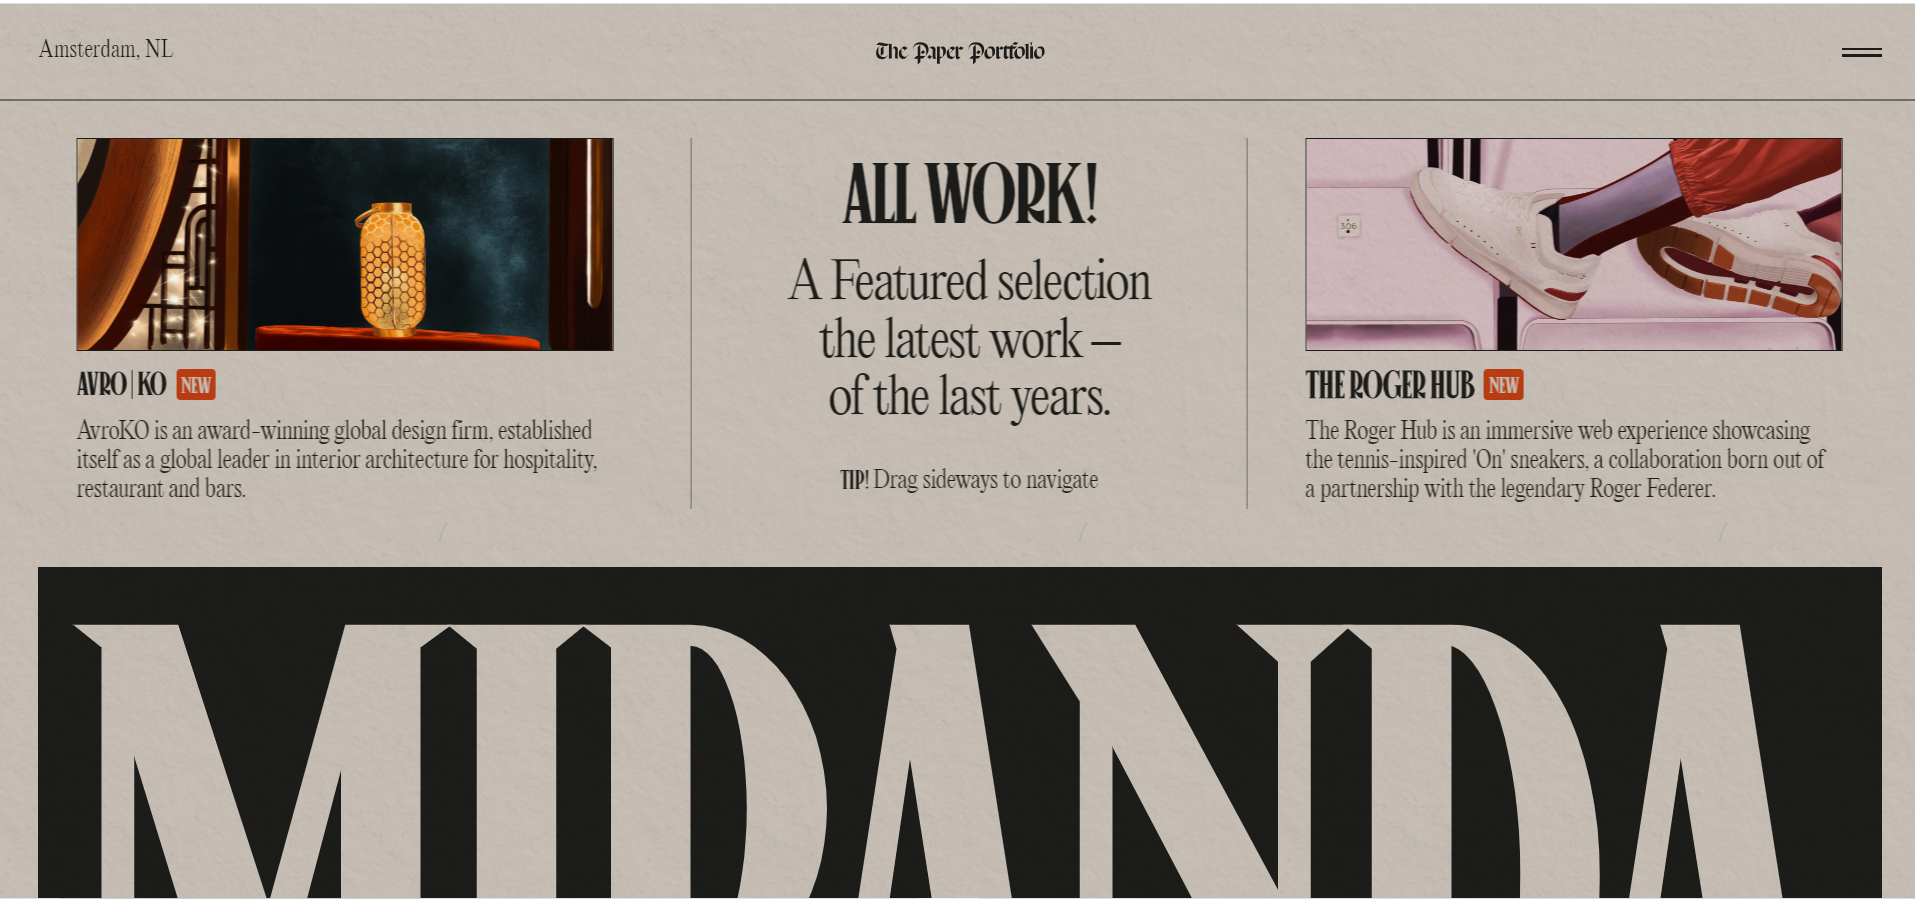 Amsterdam, NL
The Paper Portfolio
AVRO|KO NEW
AvroKO is an award-winning global design firm, established
itself as a global leader in interior architecture for hospitality,
restaurant and bars.
ALL WORK!
A Featured selection
the latest work –
of the last years.
TIP! Drag sideways to navigate
306
THE ROGER HUB NEW
The Roger Hub is an immersive web experience showcasing
the tennis-inspired 'On' sneakers, a collaboration born out of
a partnership with the legendary Roger Federer.